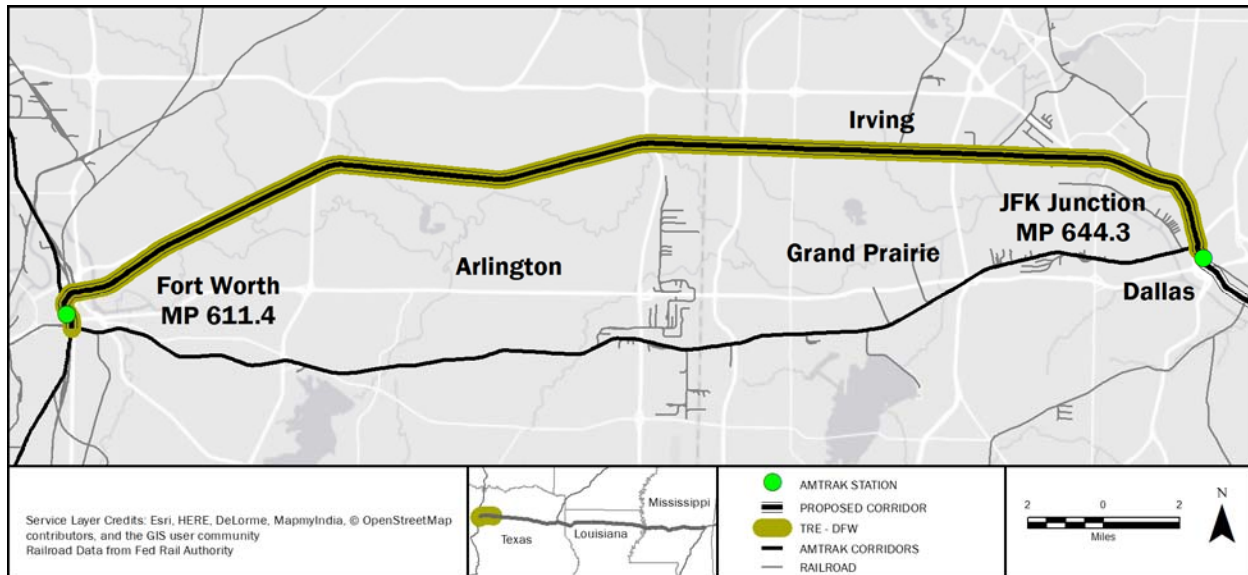 Irving
JFK Junction
MP 644.3
Grand Prairie
Arlington
Fort Worth
MP 611.4
Dallas
Service Layer Credits: Esri, HERE, DeLorme, MapmyIndia, © OpenStreetMap
contributors, and the GIS user community
Railroad Data from Fed Rail Authority
Mississippi
Texas
Louisiana
AMTRAK STATION
PROPOSED CORRIDOR
TRE - DFW
AMTRAK CORRIDORS
RAILROAD
2 0 2
Miles
N